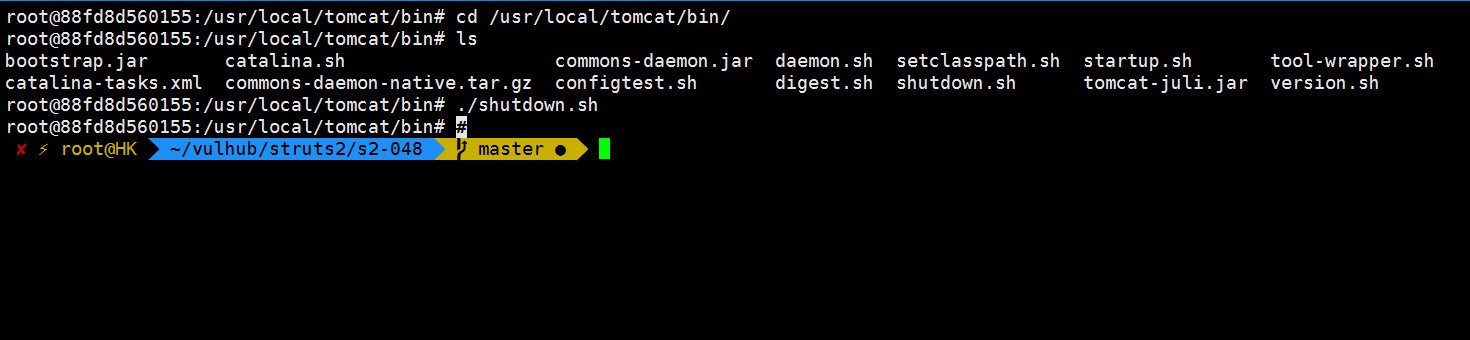 root@88fd8d560155:/usr/local/tomcat/bin# cd /usr/local/tomcat/bin/
root@88fd8d560155:/usr/local/tomcat/bin# ls
bootstrap.jar catalina.sh commons-daemon.jar daemon.sh setclasspath.sh startup.sh tool-wrapper.sh
catalina-tasks.xml commons-daemon-native.tar.gz configtest.sh digest.sh shutdown.sh tomcat-juli.jar version.sh
root@88fd8d560155:/usr/local/tomcat/bin# ./shutdown.sh
root@88fd8d560155:/usr/local/tomcat/bin# #
✘ ⚡ root@HK ~/vulhub/struts2/s2-048 master ●